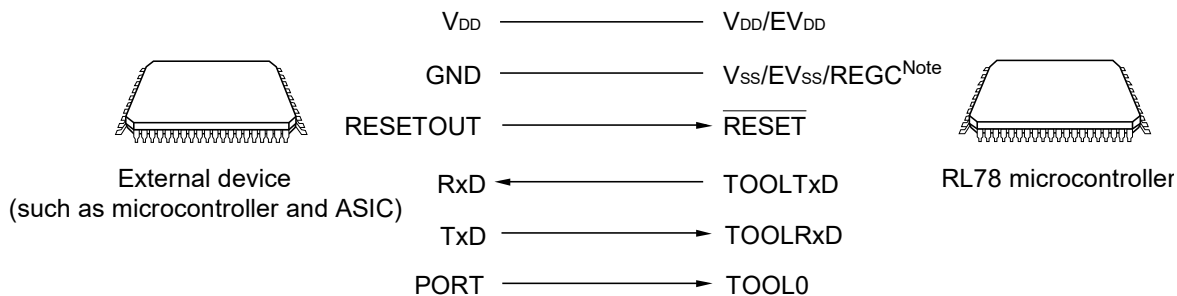 VDD VDD/EVDD
GND VSS/EVSS/REGCNote
RESETOUT RESET
RxD TOOLTxD
TxD TOOLRxD
PORT TOOL0
External device
(such as microcontroller and ASIC)
RL78 microcontroller